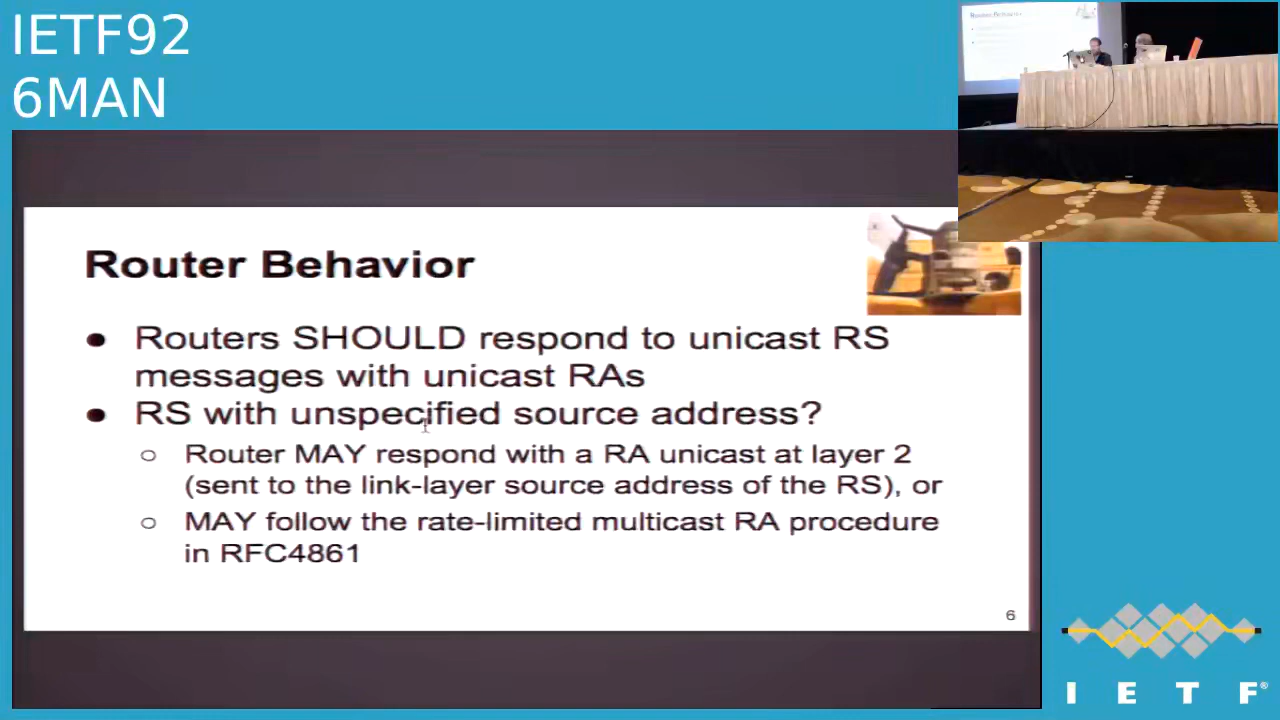 IETF92
6MAN
Router Behavior
● Routers SHOULD respond to unicast RS
messages with unicast RAs
● RS with unspecified source address?
○ Router MAY respond with a RA unicast at layer 2
(sent to the link-layer source address of the RS), or
○ MAY follow the rate-limited multicast RA procedure
in RFC4861
6
I E T F®